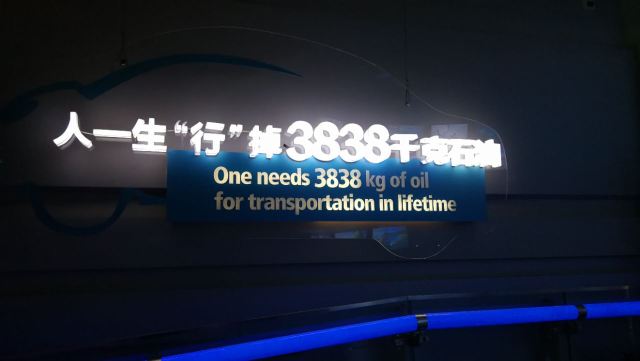 人一生“行”掉3838千克石油
One needs 3838 kg of oil
for transportation in lifetime